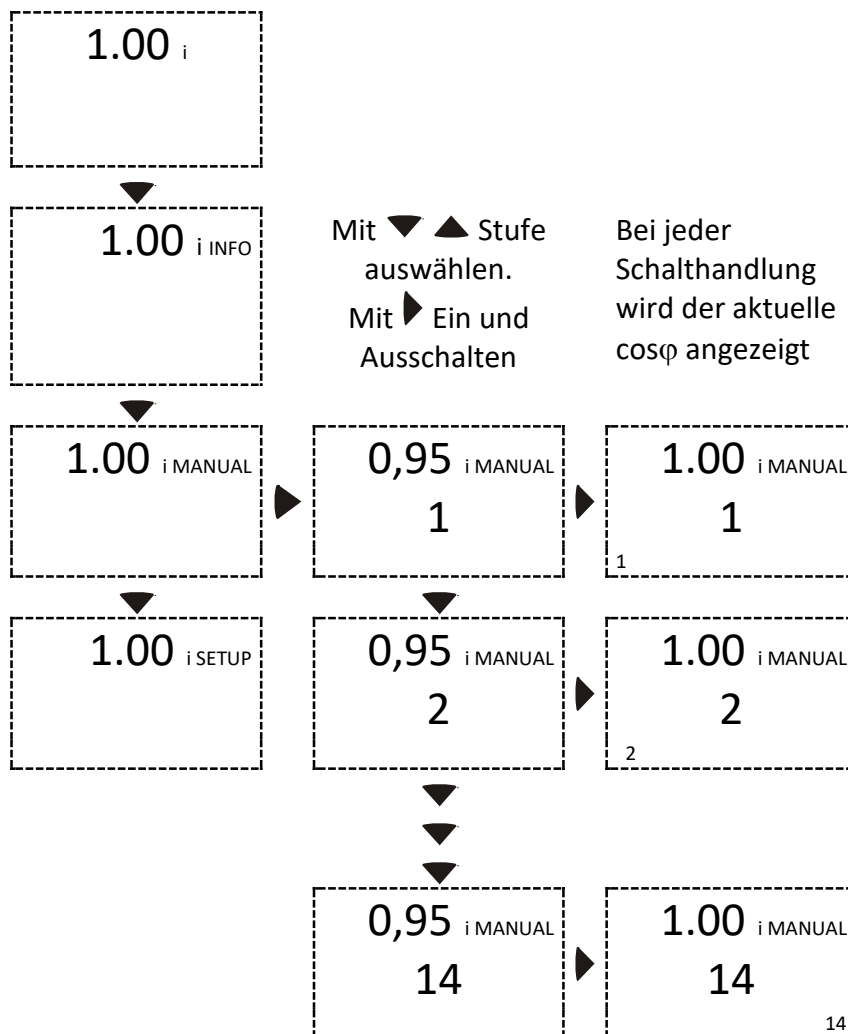 1.00 i
1.00 i INFO
Mit Stufe
auswählen.
Mit Ein und
Ausschalten
Bei jeder
Schalthandlung
wird der aktuelle
cosφ angezeigt
1.00 i MANUAL
0,95 i MANUAL
1
1.00 i MANUAL
1
1
1.00 i SETUP
0,95 i MANUAL
2
1.00 i MANUAL
2
2
0,95 i MANUAL
14
1.00 i MANUAL
14
14